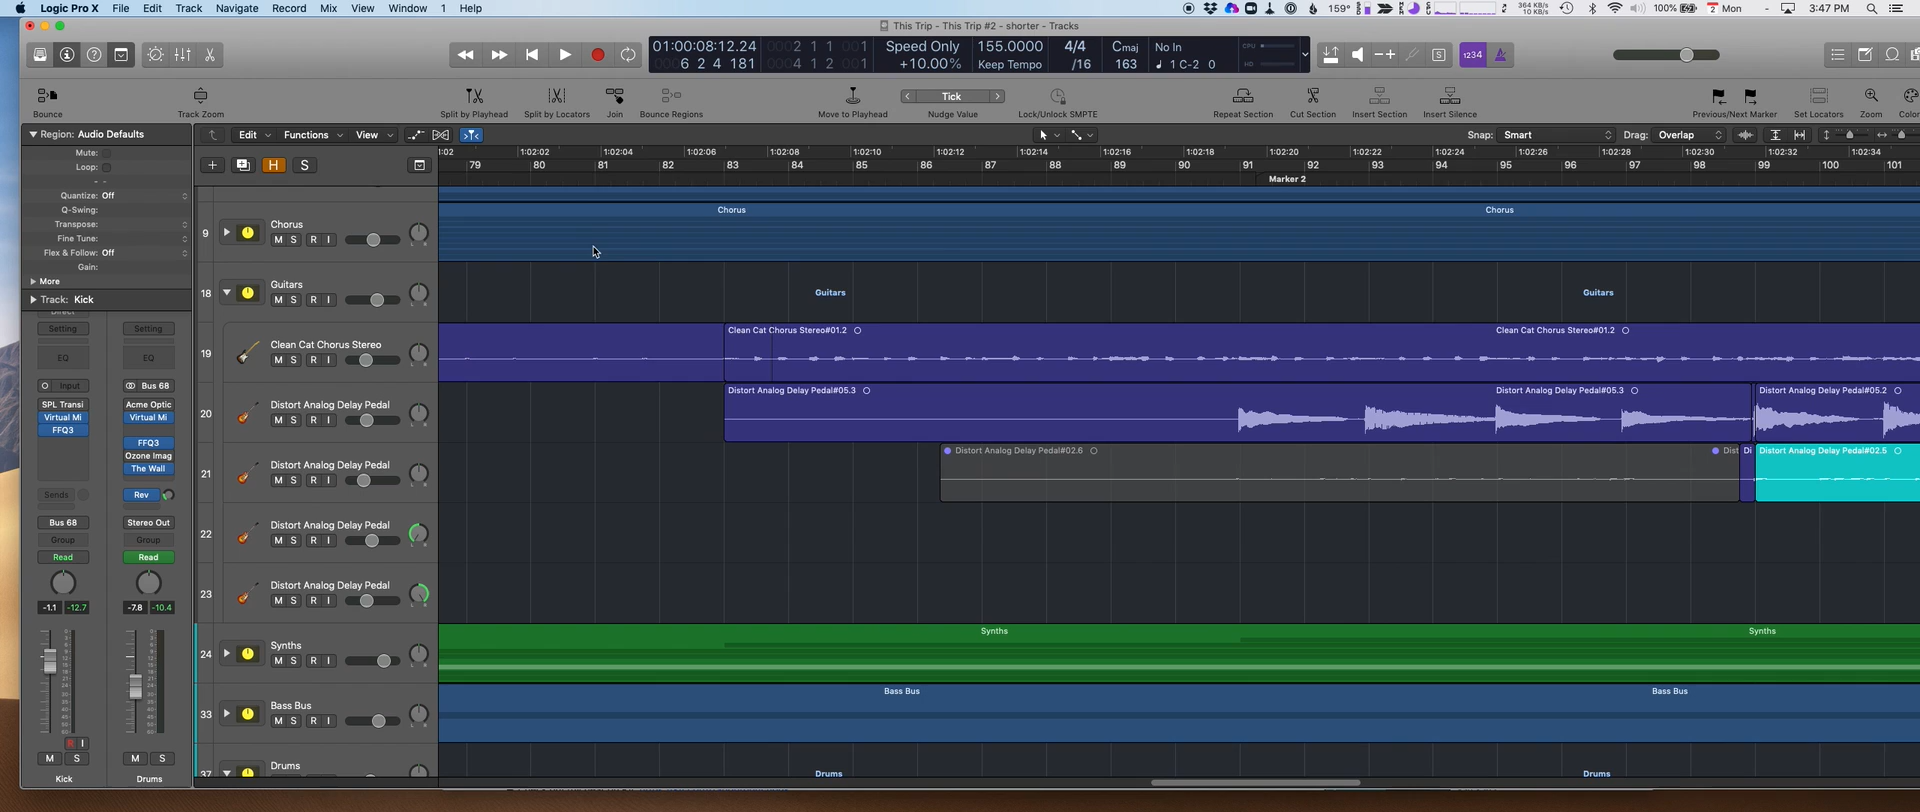 Logic Pro X File Edit Track Navigate Record Mix View Window 1 Help
159° 364 KB/s 10 KB/s 100% 2 Mon 3:47 PM
This Trip - This Trip #2 - shorter - Tracks
01:00:08:12.24 0002 1 1 001 Speed Only 155.0000 4/4 Cmaj No In CPU
0006 2 4 181 0004 1 2 001 +10.00% Keep Tempo /16 163 1 C-2 0 HD
S 1234
Bounce Track Zoom Split by Playhead Split by Locators Join Bounce Regions Move to Playhead Tick Nudge Value Lock/Unlock SMPTE Repeat Section Cut Section Insert Section Insert Silence Previous/Next Marker Set Locators Zoom Color
Region: Audio Defaults Edit Functions View Snap: Smart Drag: Overlap
Mute:
Loop:
Quantize: Off
Q-Swing:
Transpose:
Fine Tune:
Flex & Follow: Off
Gain:
More
Track: Kick
H S
1:02 1:02:02 1:02:04 1:02:06 1:02:08 1:02:10 1:02:12 1:02:14 1:02:16 1:02:18 1:02:20 1:02:22 1:02:24 1:02:26 1:02:28 1:02:30 1:02:32 1:02:34
79 80 81 82 83 84 85 86 87 88 89 90 91 92 93 94 95 96 97 98 99 100 101
Marker 2
9 Chorus
M S R I
Chorus Chorus
18 Guitars
M S R I
Guitars Guitars
19 Clean Cat Chorus Stereo
M S R I
Clean Cat Chorus Stereo#01.2 Clean Cat Chorus Stereo#01.2
20 Distort Analog Delay Pedal
M S R I
Distort Analog Delay Pedal#05.3 Distort Analog Delay Pedal#05.3 Distort Analog Delay Pedal#05.2
21 Distort Analog Delay Pedal
M S R I
Distort Analog Delay Pedal#02.6 Dist Di Distort Analog Delay Pedal#02.5
22 Distort Analog Delay Pedal
M S R I
23 Distort Analog Delay Pedal
M S R I
24 Synths
M S R I
Synths Synths
33 Bass Bus
M S R I
Bass Bus Bass Bus
37 Drums
Drums Drums
Direct
Setting Setting
EQ EQ
Input Bus 68
SPL Transi Acme Optic
Virtual Mi Virtual Mi
FFQ3
FFQ3
Ozone Imag
The Wall
Sends Rev
Bus 68 Stereo Out
Group Group
Read Read
-1.1 -12.7 -7.8 -10.4
R I
M S M S
Kick Drums